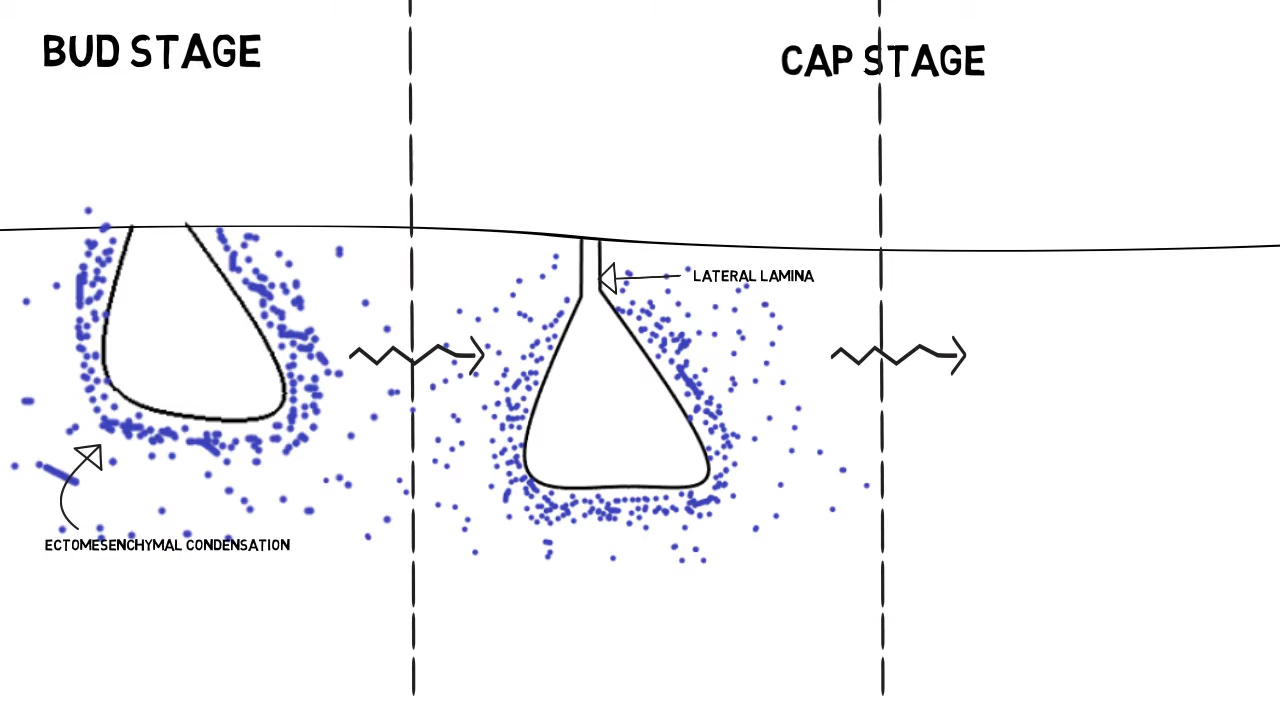 BUD STAGE
CAP STAGE
LATERAL LAMINA
ECTOMESENCHYMAL CONDENSATION